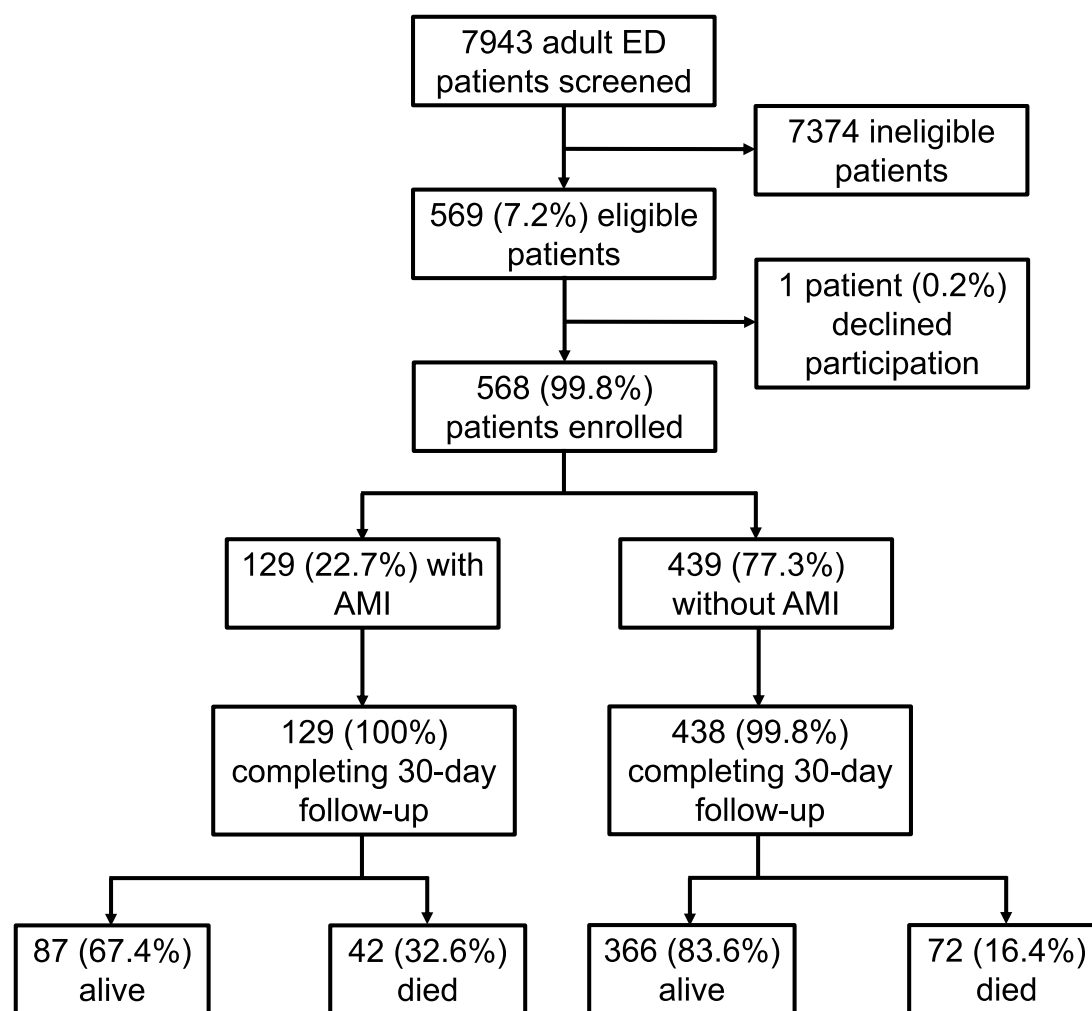 7943 adult ED
patients screened
7374 ineligible
patients
569 (7.2%) eligible
patients
1 patient (0.2%)
declined
participation
568 (99.8%)
patients enrolled
129 (22.7%) with
AMI
439 (77.3%)
without AMI
129 (100%)
completing 30-day
follow-up
438 (99.8%)
completing 30-day
follow-up
87 (67.4%)
alive
42 (32.6%)
died
366 (83.6%)
alive
72 (16.4%)
died